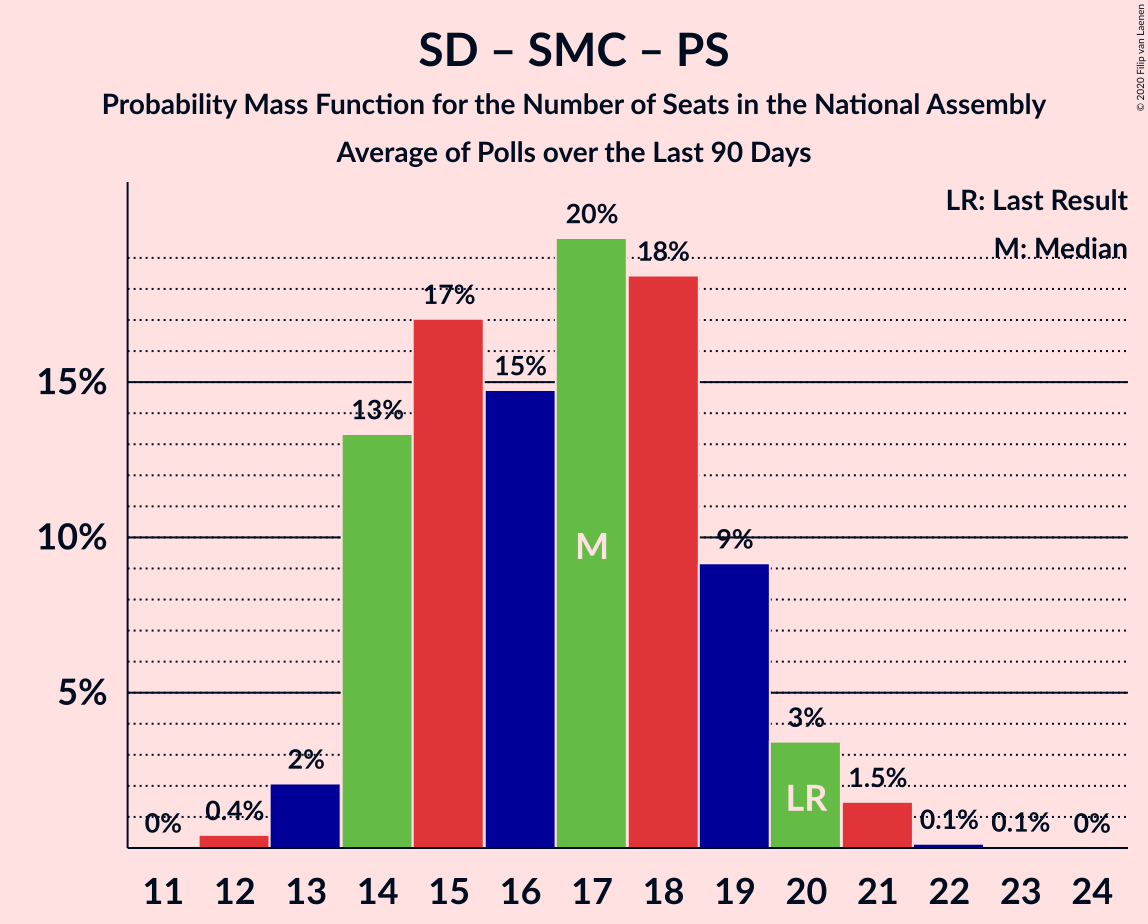 SD – SMC – PS
Probability Mass Function for the Number of Seats in the National Assembly
Average of Polls over the Last 90 Days
© 2020 Filip van Laenen
LR: Last Result
M: Median
20%
18%
17%
15%
15%
13%
10%
9%
M
5%
3%
2%
1.5%
LR
0.4%
0%
0.1%
0.1%
0%
11 12 13 14 15 16 17 18 19 20 21 22 23 24